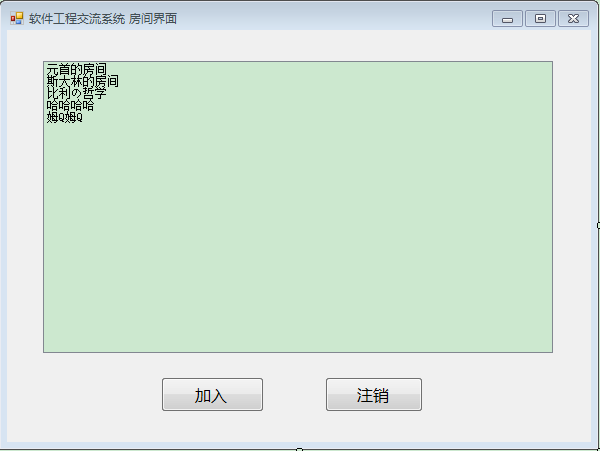 软件工程交流系统 房间界面
元首的房间
斯大林的房间
比利の哲学
哈哈哈哈
姆Q姆Q
加入
注销